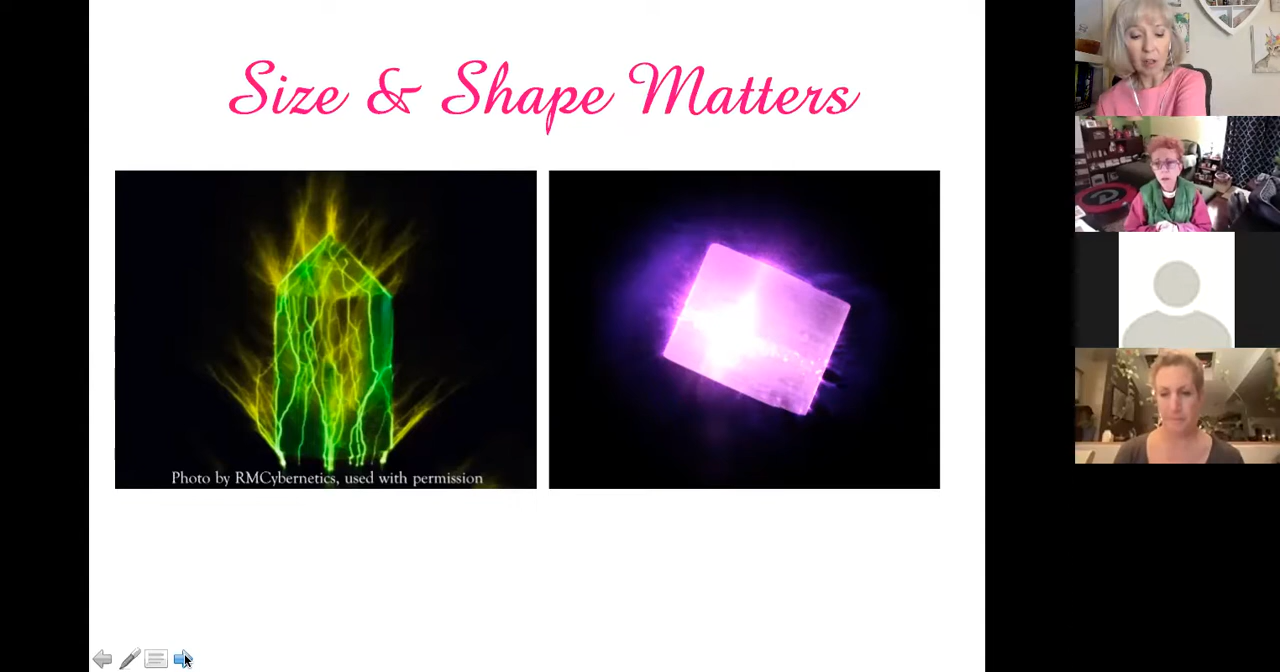 Size & Shape Matters
Photo by RMCybernetics, used with permission